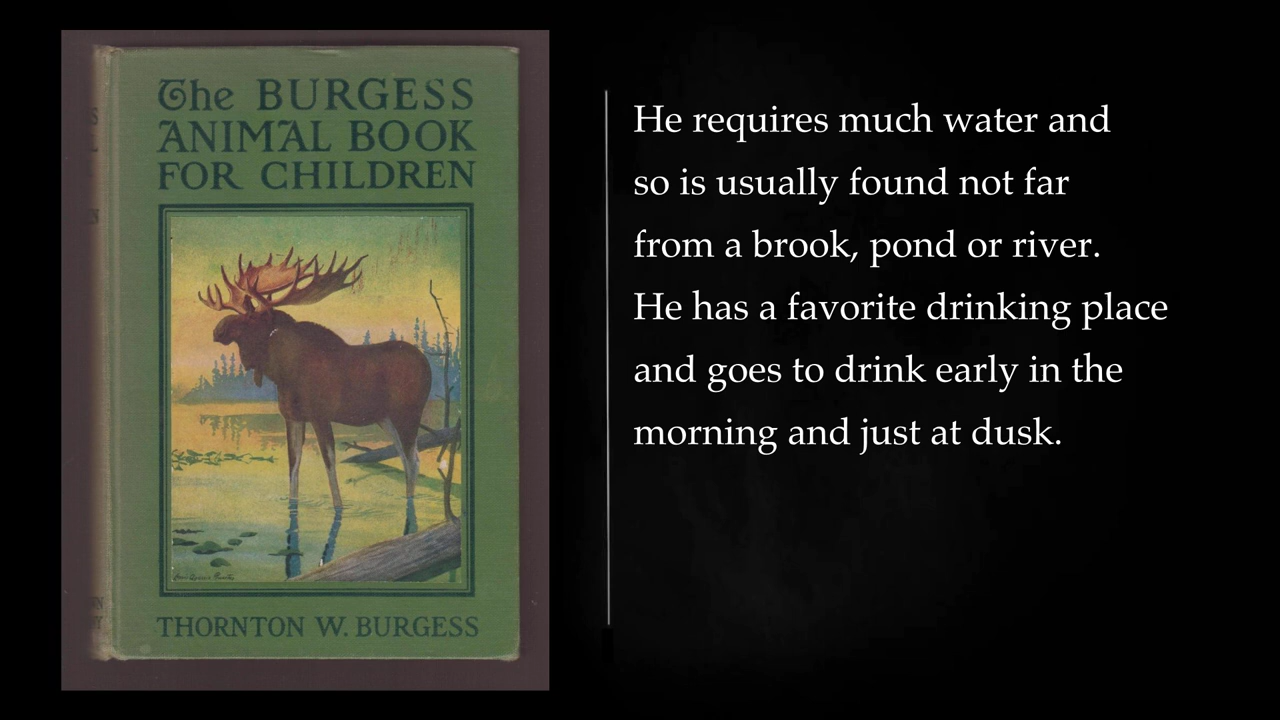 The BURGESS
ANIMAL BOOK
FOR CHILDREN
THORNTON W. BURGESS
He requires much water and
so is usually found not far
from a brook, pond or river.
He has a favorite drinking place
and goes to drink early in the
morning and just at dusk.